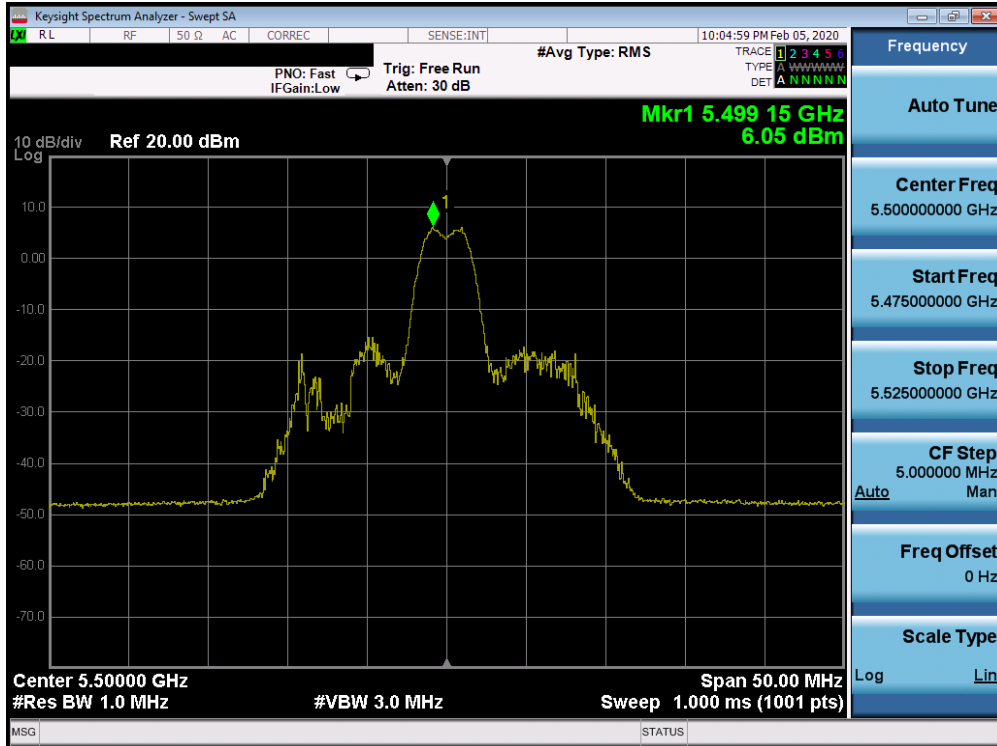 Keysight Spectrum Analyzer - Swept SA
LXI RL RF 50 Ω AC CORREC SENSE:INT 10:04:59 PM Feb 05, 2020
#Avg Type: RMS
TRACE 1 2 3 4 5 6
TYPE A WWWWW
DET A N N N N N
PNO: Fast
IFGain:Low
Trig: Free Run
Atten: 30 dB
Mkr1 5.499 15 GHz
6.05 dBm
10 dB/div
Log
Ref 20.00 dBm
1
10.0
0.00
-10.0
-20.0
-30.0
-40.0
-50.0
-60.0
-70.0
Center 5.50000 GHz
Span 50.00 MHz
#Res BW 1.0 MHz
#VBW 3.0 MHz
Sweep 1.000 ms (1001 pts)
MSG
STATUS
Frequency
Auto Tune
Center Freq
5.500000000 GHz
Start Freq
5.475000000 GHz
Stop Freq
5.525000000 GHz
CF Step
5.000000 MHz
Auto Man
Freq Offset
0 Hz
Scale Type
Log Lin